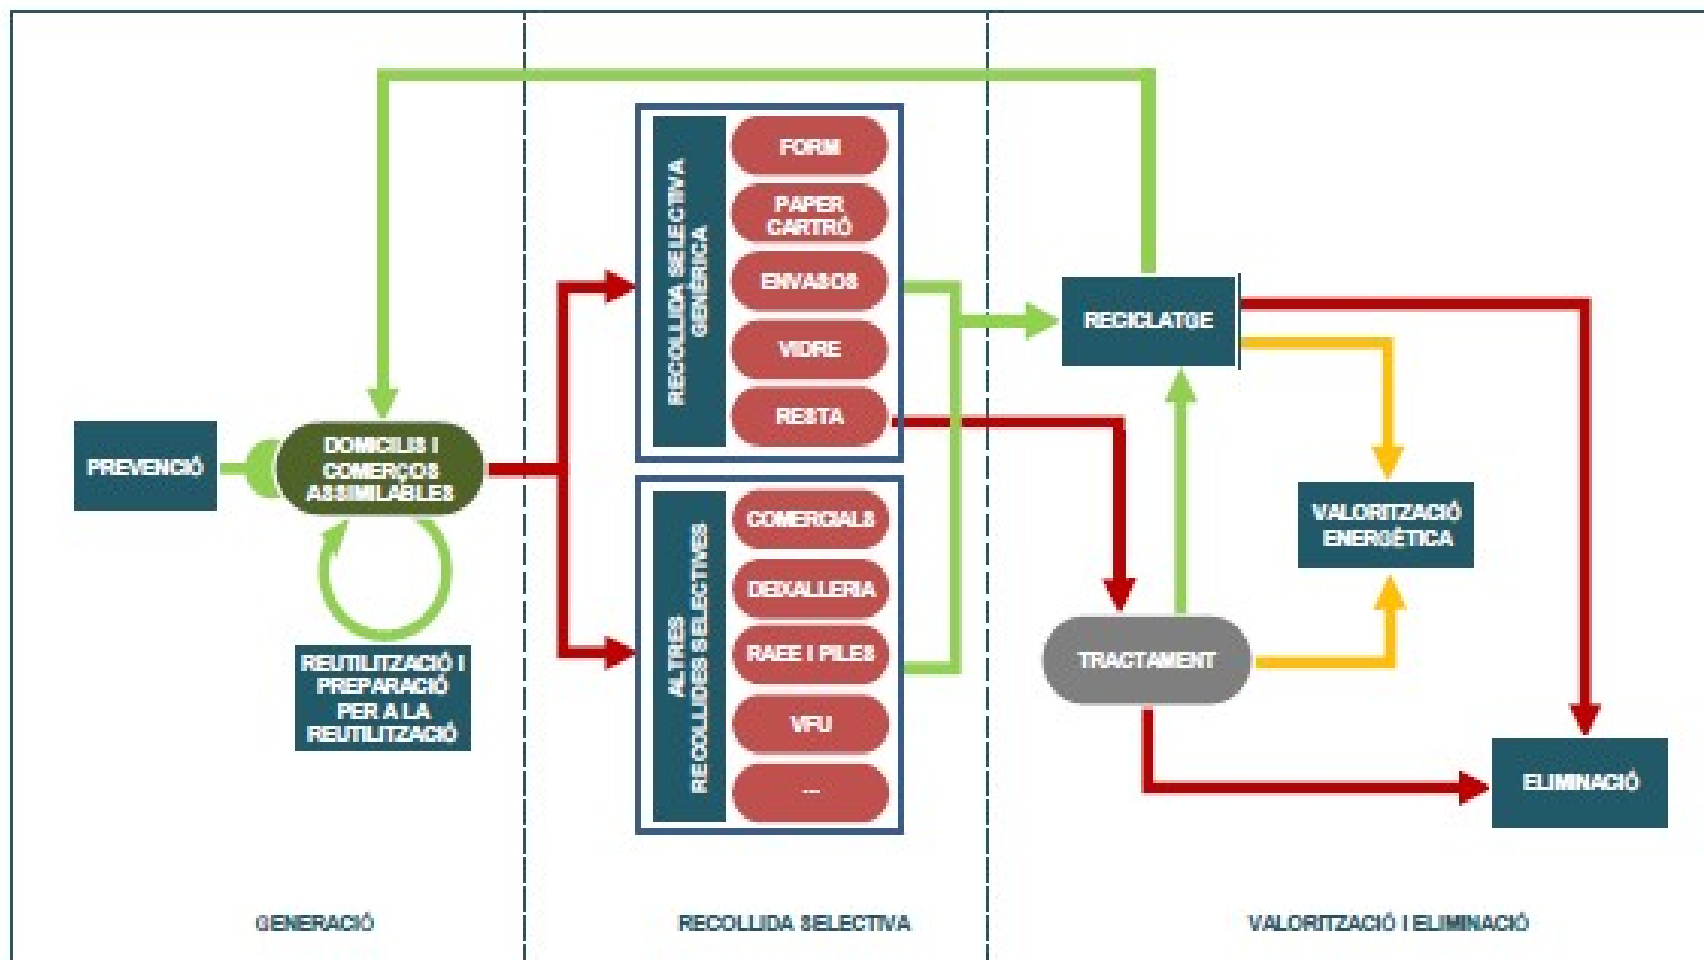 PREVENCIÓ
DOMICILIS I
COMERÇOS
ASSIMILABLES
REUTILITZACIÓ I
PREPARACIÓ
PER A LA
REUTILITZACIÓ
RECOLLIDA SELECTIVA
GENÈRICA
FORM
PAPER
CARTRÓ
ENVASOS
VIDRE
RESTA
ALTRES
RECOLLIDES SELECTIVES
COMERCIALS
DEIXALLERIA
RAEE I PILES
VFU
...
RECICLATGE
VALORITZACIÓ
ENERGÈTICA
TRACTAMENT
ELIMINACIÓ
GENERACIÓ
RECOLLIDA SELECTIVA
VALORITZACIÓ I ELIMINACIÓ